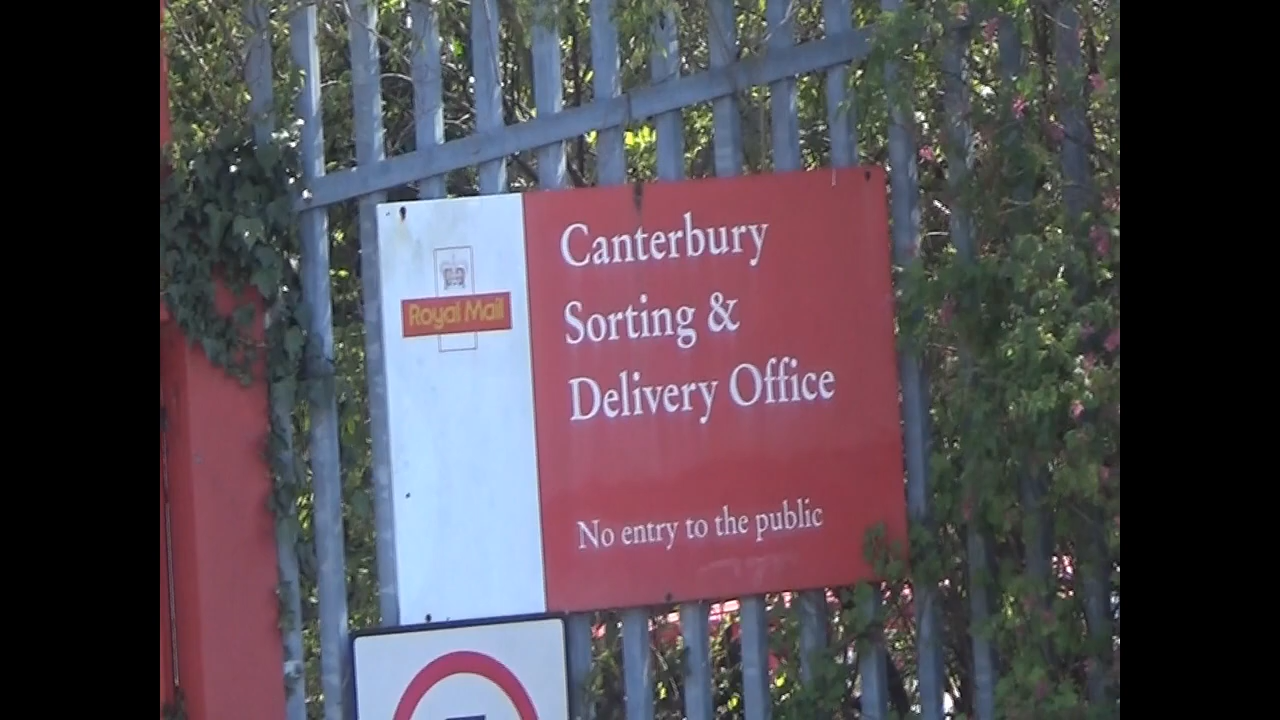 Royal Mail
Canterbury
Sorting &
Delivery Office
No entry to the public